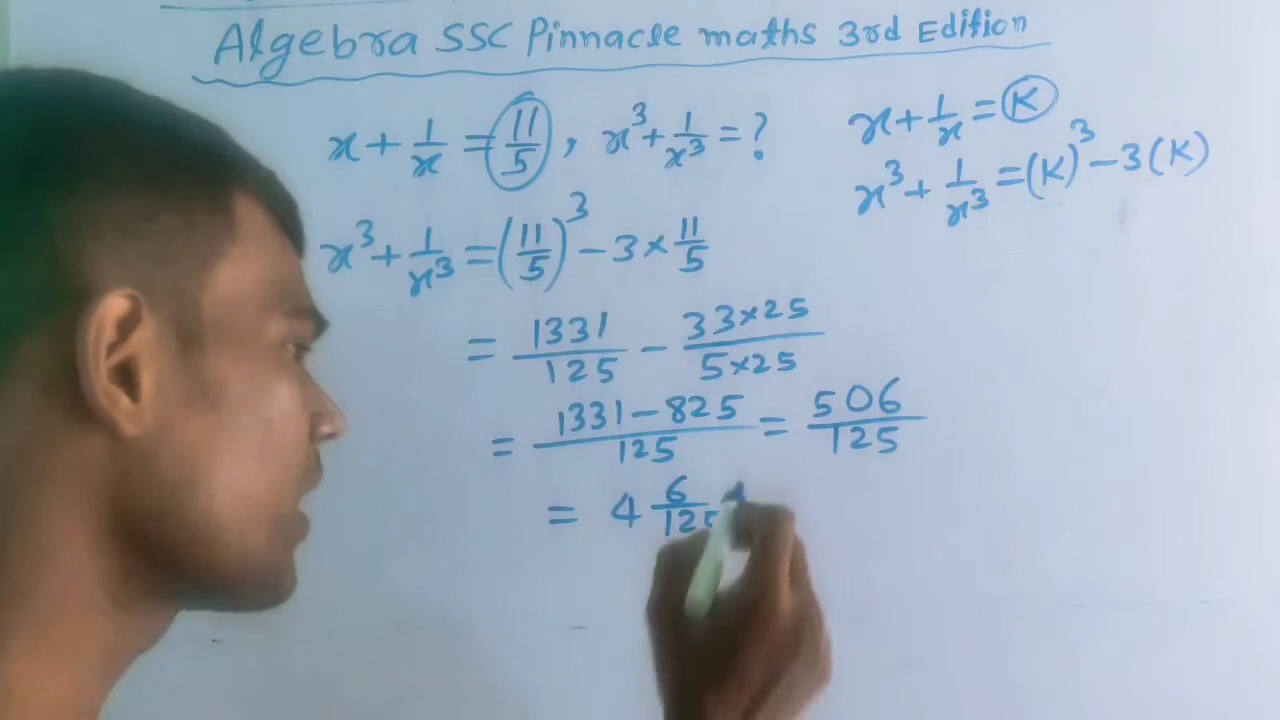 Algebra SSC Pinnacle maths 3rd Edition
x + 1/x = 11/5, x³ + 1/x³ = ?
x + 1/x = K
x³ + 1/x³ = (K)³ - 3(K)
x³ + 1/x³ = (11/5)³ - 3 × 11/5
= 1331/125 - 33×25/5×25
= 1331-825/125 = 506/125
= 4 6/125